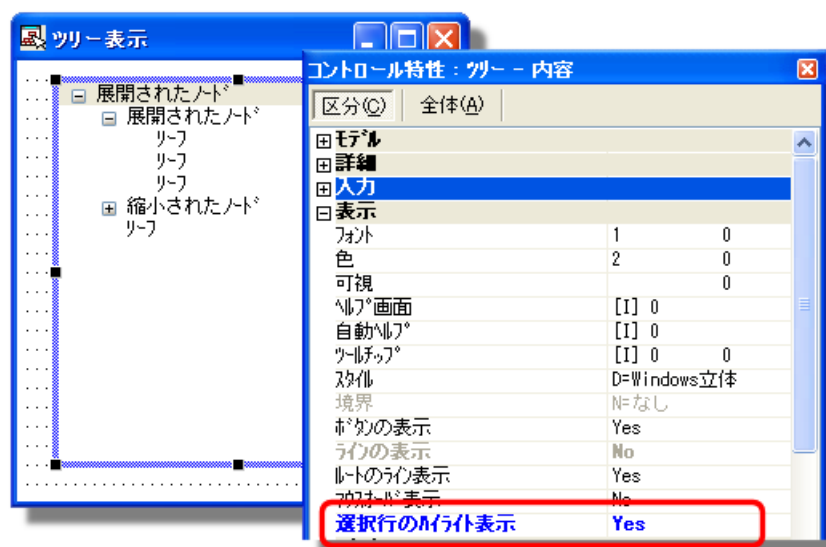 ツリー表示
展開されたノード
展開されたノード
リーフ
リーフ
リーフ
縮小されたノード
リーフ
コントロール特性：ツリー － 内容
区分(C) 全体(A)
モデル
詳細
入力
表示
フォント 1 0
色 2 0
可視 0
ヘルプ画面 [I] 0
自動ヘルプ [I] 0
ツールチップ [I] 0 0
スタイル D=Windows立体
境界 N=なし
ボタンの表示 Yes
ラインの表示 No
ルートのライン表示 Yes
マウスオーバ表示 No
選択行のハイライト表示 Yes